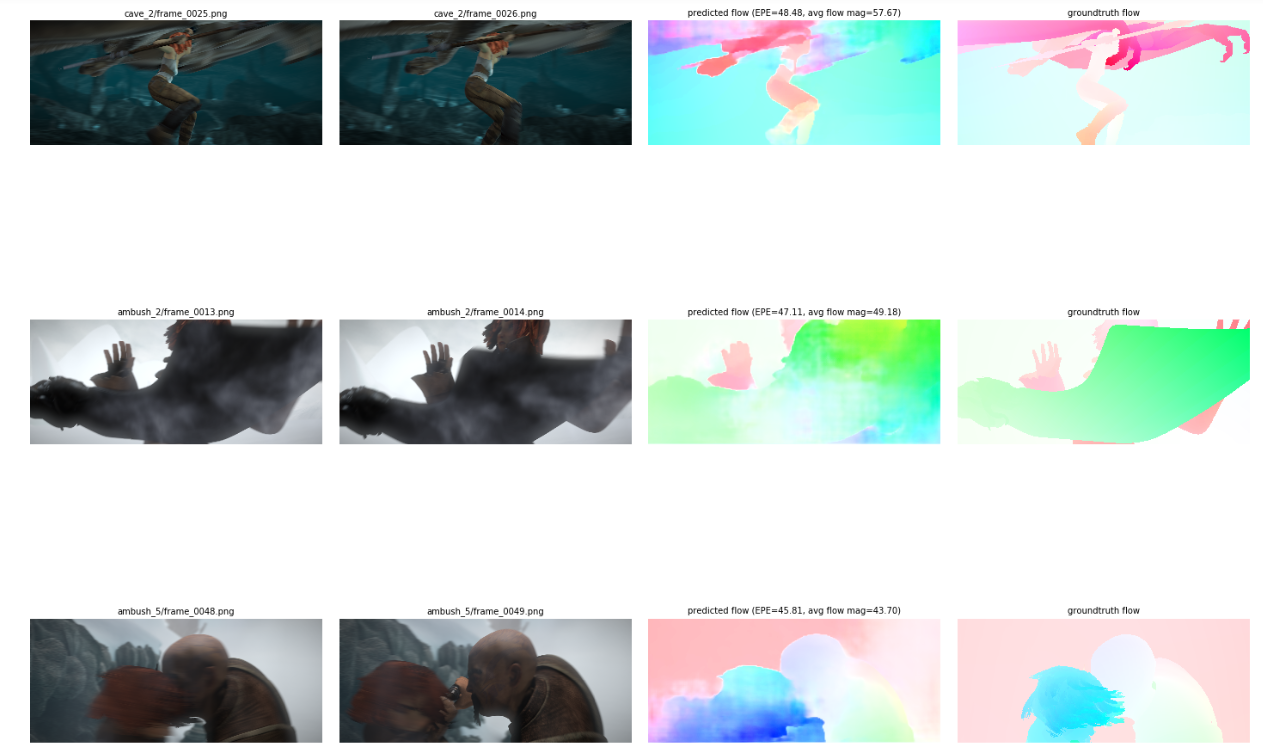 cave_2/frame_0025.png
cave_2/frame_0026.png
predicted flow (EPE=48.48, avg flow mag=57.67)
groundtruth flow
ambush_2/frame_0013.png
ambush_2/frame_0014.png
predicted flow (EPE=47.11, avg flow mag=49.18)
groundtruth flow
ambush_5/frame_0048.png
ambush_5/frame_0049.png
predicted flow (EPE=45.81, avg flow mag=43.70)
groundtruth flow